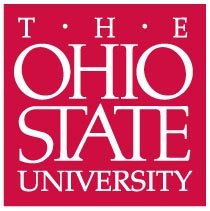 T · H · E
OHIO
STATE
UNIVERSITY